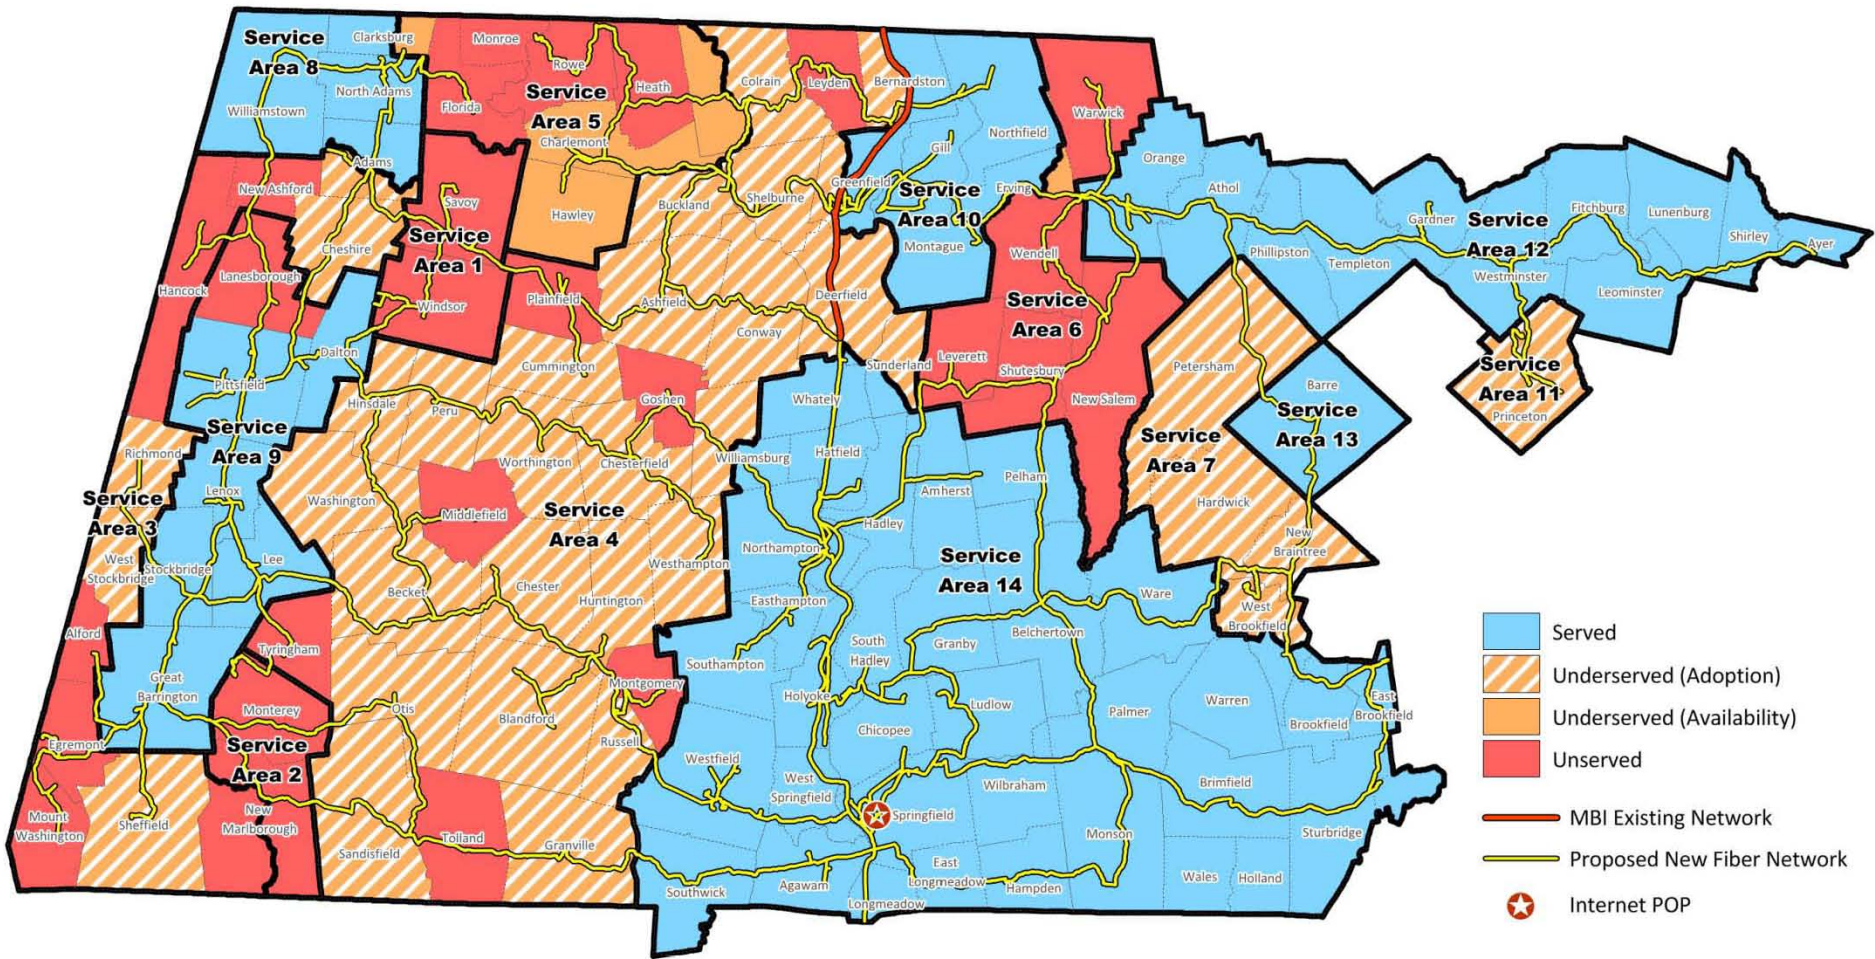 Service
Area 8
Clarksburg
North Adams
Williamstown
Monroe
Rowe
Florida
Service
Area 5
Heath
Charlemont
Colrain
Leyden
Bernardston
Northfield
Gill
Warwick
Adams
New Ashford
Cheshire
Savoy
Service
Area 1
Hawley
Buckland
Shelburne
Greenfield
Service
Area 10
Montague
Erving
Orange
Athol
Phillipston
Templeton
Gardner
Service
Area 12
Westminster
Fitchburg
Lunenburg
Shirley
Ayer
Leominster
Hancock
Lanesborough
Windsor
Plainfield
Ashfield
Conway
Deerfield
Sunderland
Wendell
Service
Area 6
Leverett
Shutesbury
New Salem
Petersham
Barre
Service
Area 13
Service
Area 11
Princeton
Dalton
Pittsfield
Hinsdale
Peru
Cummington
Goshen
Whately
Hatfield
Service
Area 9
Richmond
Service
Area 3
Lenox
Washington
Worthington
Chesterfield
Williamsburg
Middlefield
Service
Area 4
Amherst
Pelham
Hadley
Service
Area 7
Hardwick
New
Braintree
West
Stockbridge
Stockbridge
Lee
Becket
Chester
Huntington
Westhampton
Northampton
Easthampton
Service
Area 14
Ware
West
Brookfield
Alford
Tyringham
Great
Barrington
Monterey
Otis
Blandford
Montgomery
Russell
Southampton
Holyoke
South
Hadley
Granby
Belchertown
Ludlow
Chicopee
Palmer
Warren
Brookfield
East
Brookfield
Egremont
Service
Area 2
Mount
Washington
Sheffield
New
Marlborough
Sandisfield
Tolland
Granville
Westfield
West
Springfield
Springfield
Wilbraham
Brimfield
Sturbridge
Monson
Southwick
Agawam
East
Longmeadow
Longmeadow
Hampden
Wales
Holland
Served
Underserved (Adoption)
Underserved (Availability)
Unserved
MBI Existing Network
Proposed New Fiber Network
Internet POP